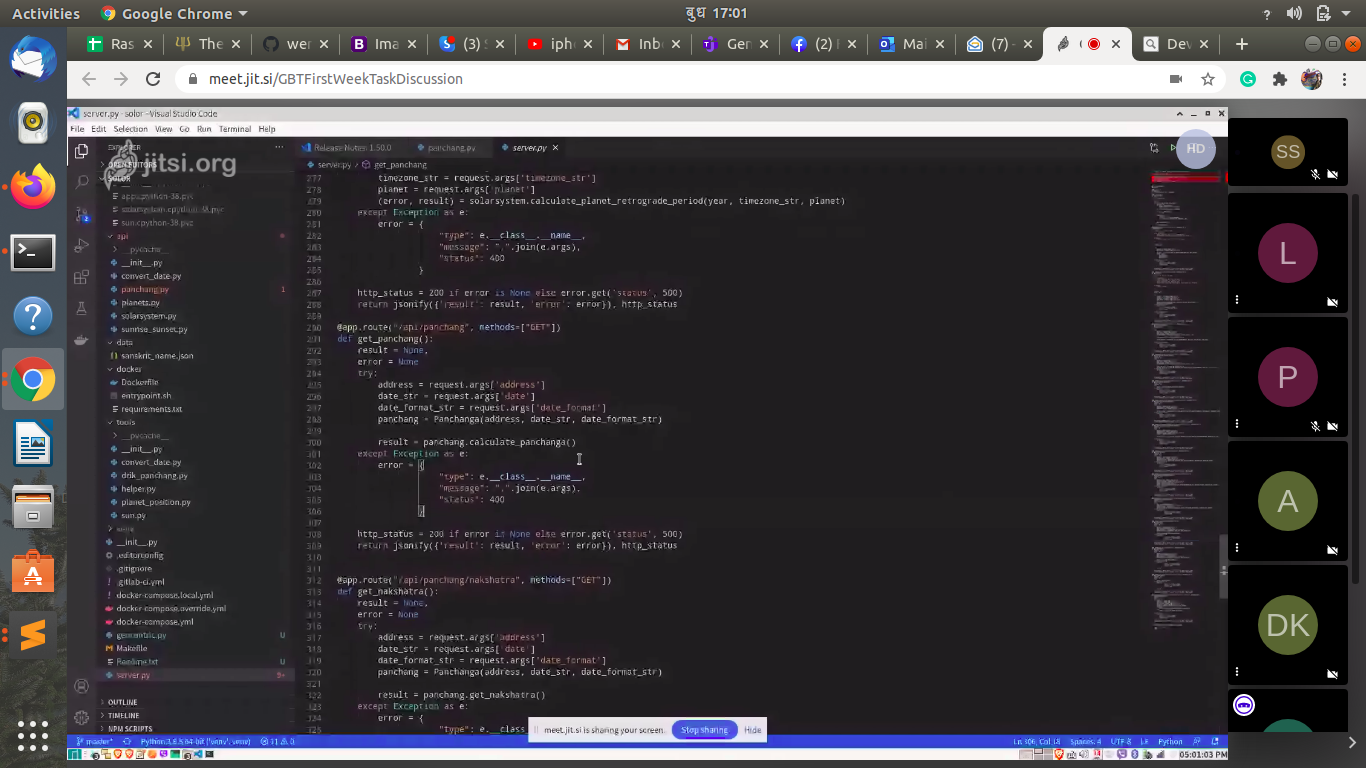 Activities
Google Chrome
बुध 17:01
Ras
The
wer
Ima
(3) S
iph
Inb
Gen
(2) F
Mai
(7) -
Dev
meet.jit.si/GBTFirstWeekTaskDiscussion
server.py - solor - Visual Studio Code
File Edit Selection View Go Run Terminal Help
EXPLORER
Release Notes: 1.50.0
panchang.py
server.py
HD
jitsi.org
OPEN EDITORS
SOLOR
server.py
get_panchang
sun.cpython-38.pyc
api
__pycache__
__init__.py
convert_date.py
panchang.py 1
planets.py
solarsystem.py
sunrise_sunset.py
data
sanskrit_name.json
docker
Dockerfile
entrypoint.sh
requirements.txt
tools
__pycache__
__init__.py
convert_date.py
drik_panchang.py
helper.py
planet_position.py
sun.py
venv
__init__.py
.editorconfig
.gitignore
.gitlab-ci.yml
docker-compose.local.yml
docker-compose.override.yml
docker-compose.yml
geocentric.py U
Makefile
Readme.txt U
server.py 9+
OUTLINE
TIMELINE
NPM SCRIPTS
277 timezone_str = request.args['timezone_str']
278 planet = request.args['planet']
279 (error, result) = solarsystem.calculate_planet_retrograde_period(year, timezone_str, planet)
280 except Exception as e:
281 error = {
282 "type": e.__class__.__name__,
283 "message": ",".join(e.args),
284 "status": 400
285 }
286
287 http_status = 200 if error is None else error.get('status', 500)
288 return jsonify({'result': result, 'error': error}), http_status
289
290 @app.route("/api/panchang", methods=["GET"])
291 def get_panchang():
292 result = None,
293 error = None
294 try:
295 address = request.args['address']
296 date_str = request.args['date']
297 date_format_str = request.args['date_format']
298 panchang = Panchanga(address, date_str, date_format_str)
299
300 result = panchang.calculate_panchanga()
301 except Exception as e:
302 error = {
303 "type": e.__class__.__name__,
304 "message": ",".join(e.args),
305 "status": 400
306 }
307
308 http_status = 200 if error is None else error.get('status', 500)
309 return jsonify({'result': result, 'error': error}), http_status
310
311
312 @app.route("/api/panchang/nakshatra", methods=["GET"])
313 def get_nakshatra():
314 result = None,
315 error = None
316 try:
317 address = request.args['address']
318 date_str = request.args['date']
319 date_format_str = request.args['date_format']
320 panchang = Panchanga(address, date_str, date_format_str)
321
322 result = panchang.get_nakshatra()
323 except Exception as e:
324 error = {
325 "type": e.__class
meet.jit.si is sharing your screen.
Stop sharing
Hide
master*
Ln 306, Col 18
Spaces: 4
UTF-8
LF
Python
05:01:03 PM
SS
L
P
A
DK